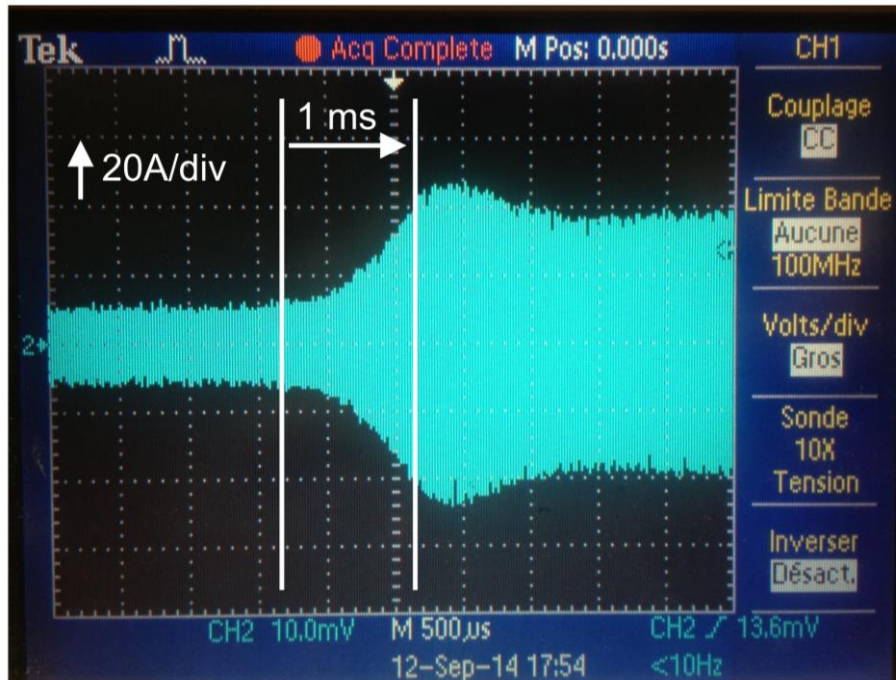 Tek Acq Complete M Pos: 0.000s CH1
1 ms
20A/div
Couplage
CC
Limite Bande
Aucune
100MHz
2
Volts/div
Gros
Sonde
10X
Tension
Inverser
Désact.
CH2 10.0mV M 500µs CH2 13.6mV
12-Sep-14 17:54 <10Hz